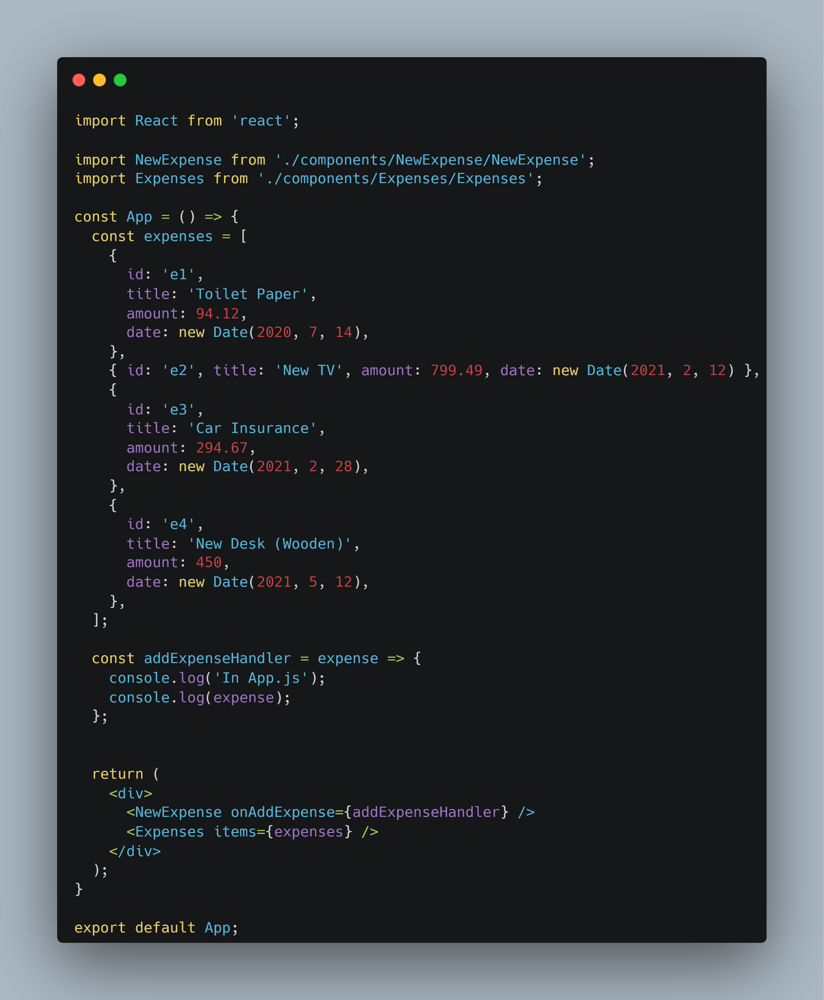 import React from 'react';

import NewExpense from './components/NewExpense/NewExpense';
import Expenses from './components/Expenses/Expenses';

const App = () => {
  const expenses = [
    {
      id: 'e1',
      title: 'Toilet Paper',
      amount: 94.12,
      date: new Date(2020, 7, 14),
    },
    { id: 'e2', title: 'New TV', amount: 799.49, date: new Date(2021, 2, 12) },
    {
      id: 'e3',
      title: 'Car Insurance',
      amount: 294.67,
      date: new Date(2021, 2, 28),
    },
    {
      id: 'e4',
      title: 'New Desk (Wooden)',
      amount: 450,
      date: new Date(2021, 5, 12),
    },
  ];

  const addExpenseHandler = expense => {
    console.log('In App.js');
    console.log(expense);
  };


  return (
    <div>
      <NewExpense onAddExpense={addExpenseHandler} />
      <Expenses items={expenses} />
    </div>
  );
}

export default App;